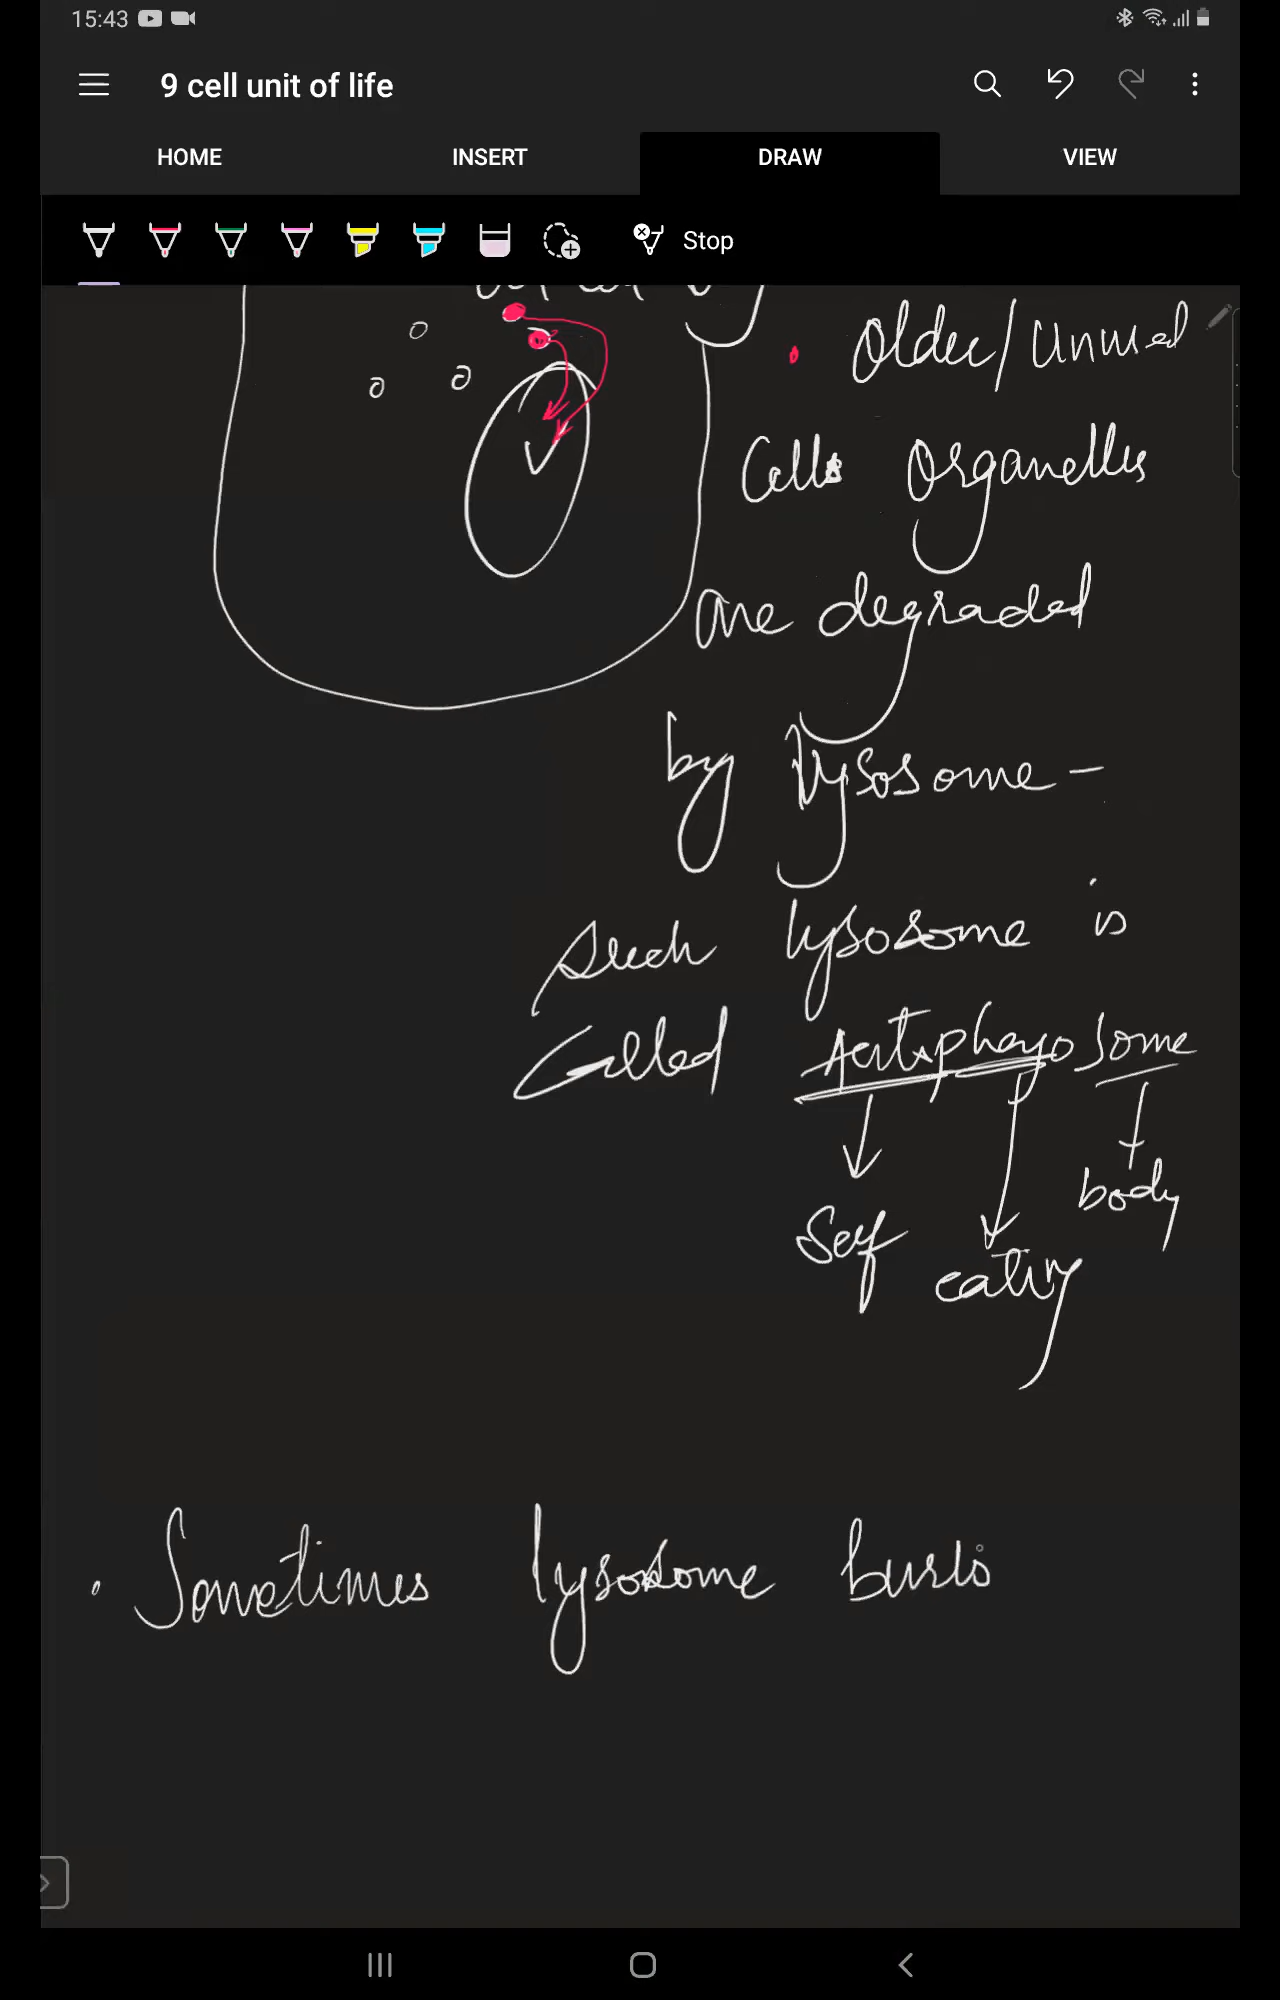 15:43
9 cell unit of life
HOME INSERT DRAW VIEW
Stop
• Older/Unused
Cells Organelles
are degraded
by lysosome -
such lysosome is
Called Autophagosome
Self eating body
• Sometimes lysosome bursts